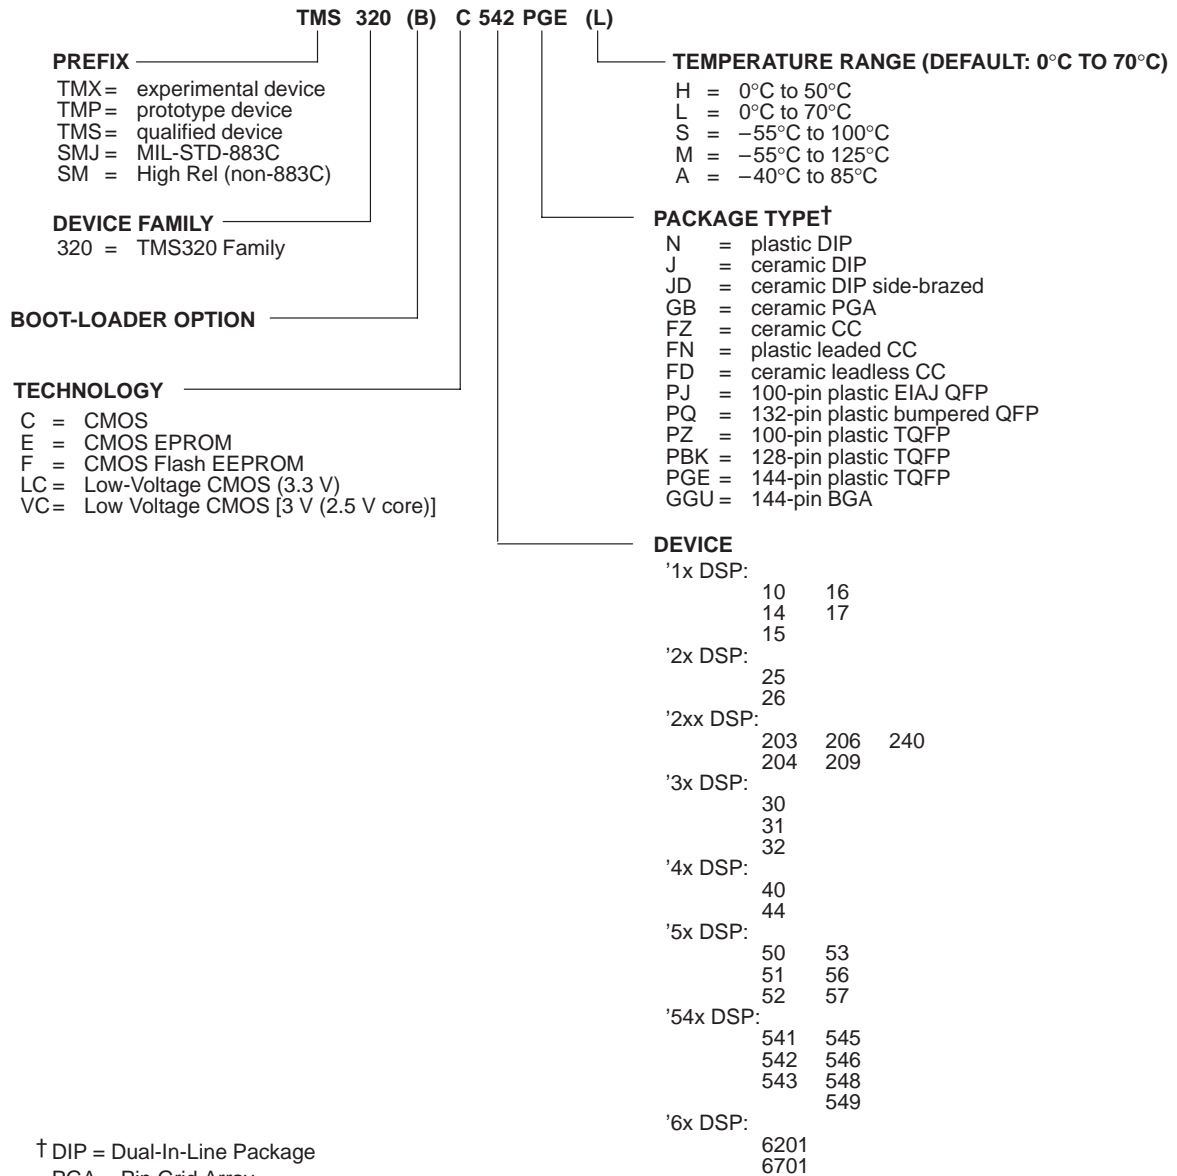 TMS 320 (B) C 542 PGE (L)
PREFIX
TMX = experimental device
TMP = prototype device
TMS = qualified device
SMJ = MIL-STD-883C
SM = High Rel (non-883C)
DEVICE FAMILY
320 = TMS320 Family
BOOT-LOADER OPTION
TECHNOLOGY
C = CMOS
E = CMOS EPROM
F = CMOS Flash EEPROM
LC = Low-Voltage CMOS (3.3 V)
VC = Low Voltage CMOS [3 V (2.5 V core)]
TEMPERATURE RANGE (DEFAULT: 0°C TO 70°C)
H = 0°C to 50°C
L = 0°C to 70°C
S = –55°C to 100°C
M = –55°C to 125°C
A = –40°C to 85°C
PACKAGE TYPE†
N = plastic DIP
J = ceramic DIP
JD = ceramic DIP side-brazed
GB = ceramic PGA
FZ = ceramic CC
FN = plastic leaded CC
FD = ceramic leadless CC
PJ = 100-pin plastic EIAJ QFP
PQ = 132-pin plastic bumpered QFP
PZ = 100-pin plastic TQFP
PBK = 128-pin plastic TQFP
PGE = 144-pin plastic TQFP
GGU = 144-pin BGA
DEVICE
’1x DSP:
10 16
14 17
15
’2x DSP:
25
26
’2xx DSP:
203 206 240
204 209
’3x DSP:
30
31
32
’4x DSP:
40
44
’5x DSP:
50 53
51 56
52 57
’54x DSP:
541 545
542 546
543 548
549
’6x DSP:
6201
6701
† DIP = Dual-In-Line Package